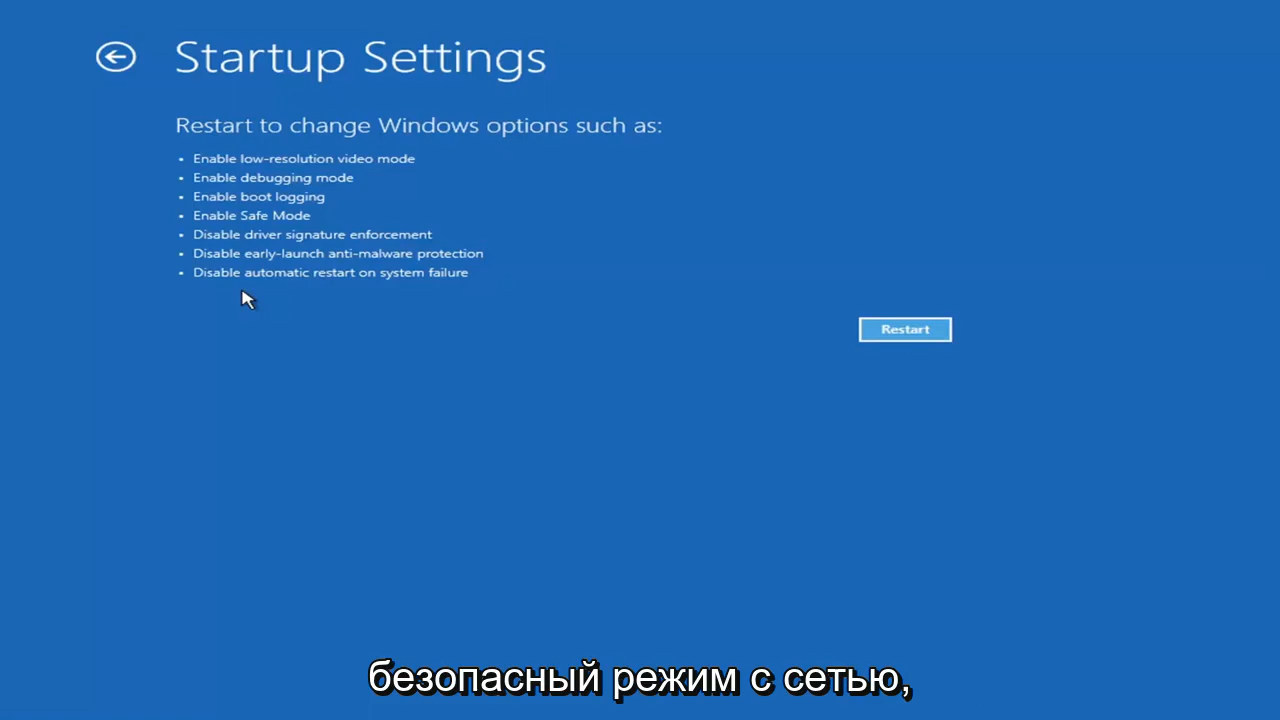 Startup Settings
Restart to change Windows options such as:
• Enable low-resolution video mode
• Enable debugging mode
• Enable boot logging
• Enable Safe Mode
• Disable driver signature enforcement
• Disable early-launch anti-malware protection
• Disable automatic restart on system failure
Restart
безопасный режим с сетью,